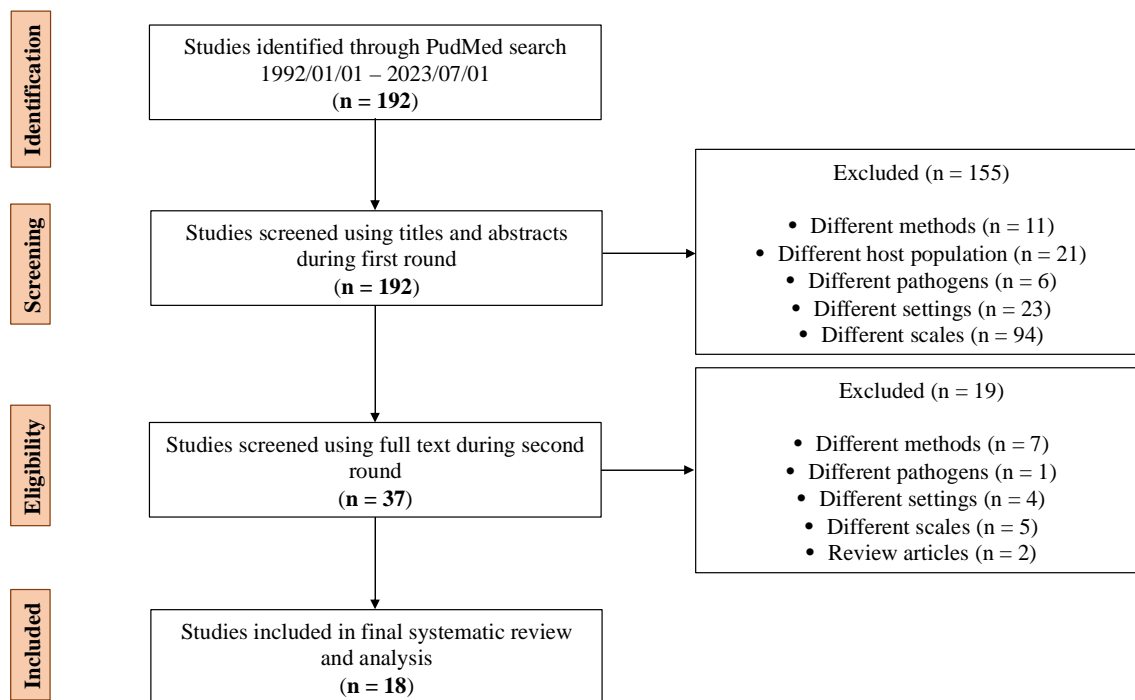 Identification
Studies identified through PudMed search
1992/01/01 – 2023/07/01
(n = 192)
Screening
Studies screened using titles and abstracts
during first round
(n = 192)
Excluded (n = 155)
• Different methods (n = 11)
• Different host population (n = 21)
• Different pathogens (n = 6)
• Different settings (n = 23)
• Different scales (n = 94)
Eligibility
Studies screened using full text during second
round
(n = 37)
Excluded (n = 19)
• Different methods (n = 7)
• Different pathogens (n = 1)
• Different settings (n = 4)
• Different scales (n = 5)
• Review articles (n = 2)
Included
Studies included in final systematic review
and analysis
(n = 18)